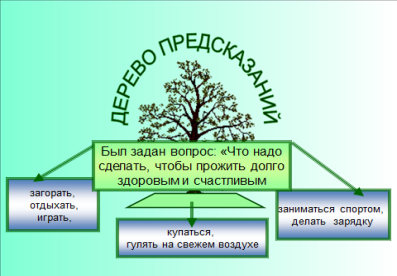 ДЕРЕВО ПРЕДСКАЗАНИЙ
Был задан вопрос: «Что надо
сделать, чтобы прожить долго
здоровым и счастливым
загорать,
отдыхать,
играть,
купаться,
гулять на свежем воздухе
заниматься спортом,
делать зарядку